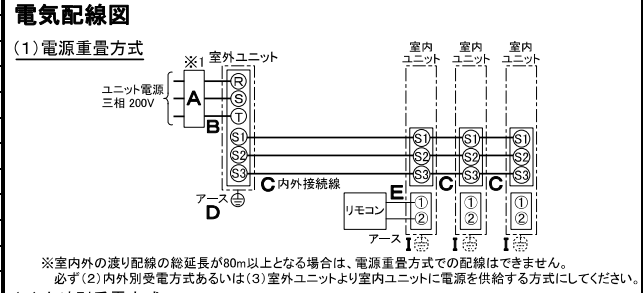 電気配線図
(1)電源重畳方式
※1 室外ユニット
室内 室内 室内
ユニット ユニット ユニット
ユニット電源
三相 200V
A
B
R
S
T
S1
S2
S3
S1 S1 S1
S2 S2 S2
S3 S3 S3
C 内外接続線
C C
アース
D
E
リモコン
① ① ①
② ② ②
アース I I I
※室内外の渡り配線の総延長が80m以上となる場合は、電源重畳方式での配線はできません。
必ず(2)内外別受電方式あるいは(3)室外ユニットより室内ユニットに電源を供給する方式にしてください。